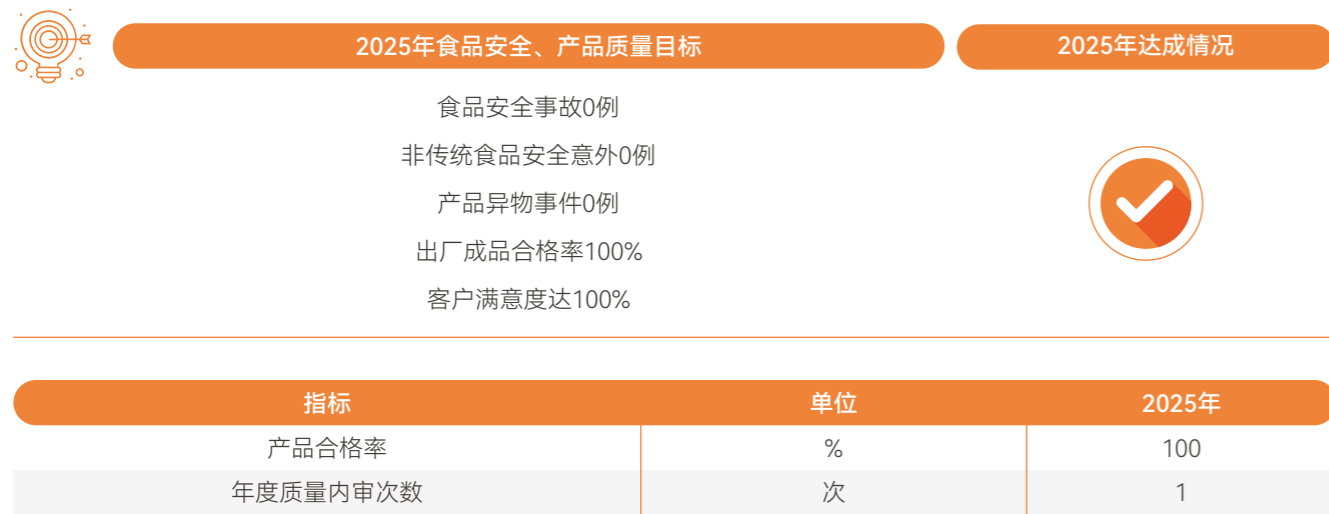 2025年食品安全、产品质量目标 2025年达成情况
食品安全事故0例
非传统食品安全意外0例
产品异物事件0例
出厂成品合格率100%
客户满意度达100%
指标 单位 2025年
产品合格率 % 100
年度质量内审次数 次 1